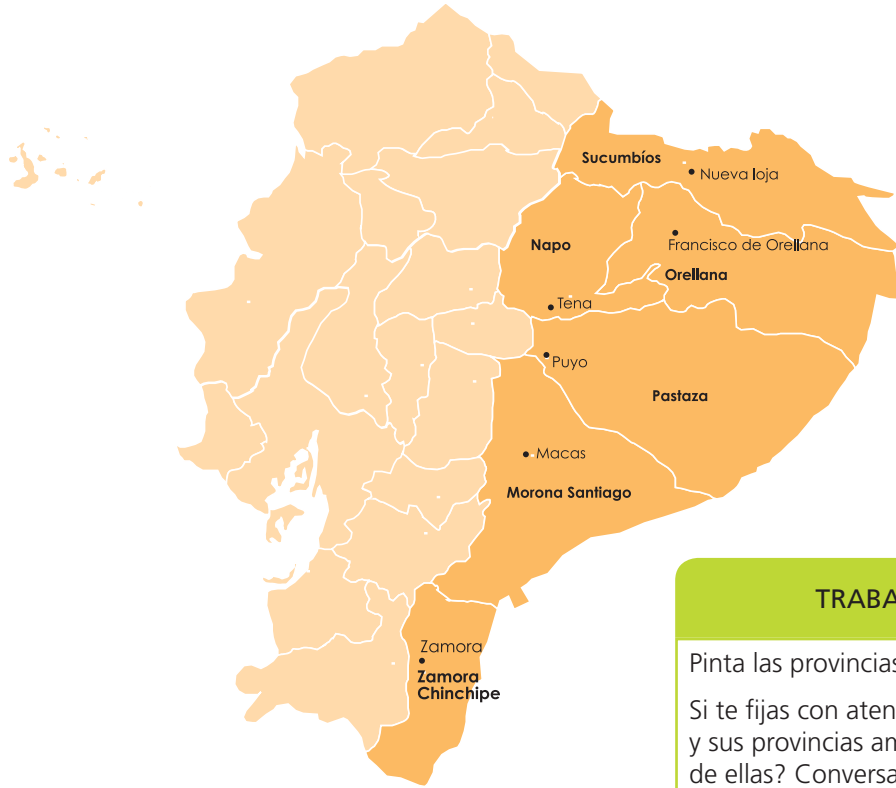 Sucumbíos
Nueva loja
Napo
Francisco de Orellana
Orellana
Tena
Puyo
Pastaza
Macas
Morona Santiago
Zamora
Zamora
Chinchipe
TRABA
Pinta las provincias
Si te fijas con aten
y sus provincias am
de ellas? Conversa